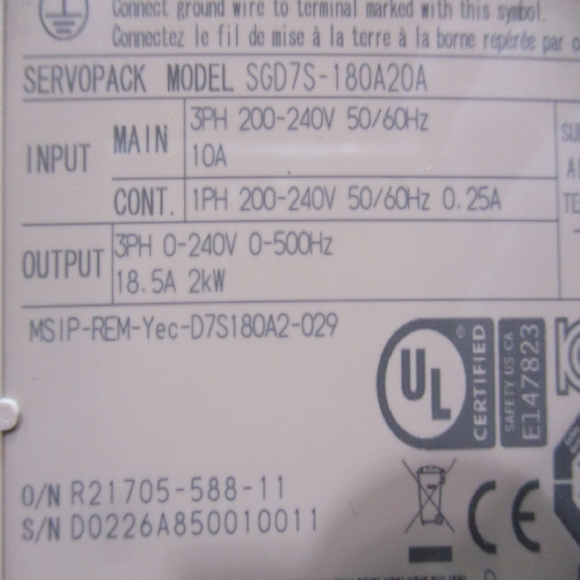 Connect ground wire to terminal marked with this symbol.
Connectez le fil de mise à la terre à la borne repérée par
SERVOPACK MODEL SGD7S-180A20A
INPUT MAIN 3PH 200-240V 50/60Hz
10A
CONT. 1PH 200-240V 50/60Hz 0.25A
OUTPUT 3PH 0-240V 0-500Hz
18.5A 2kW
MSIP-REM-Yec-D7S180A2-029
UL ® CERTIFIED
SAFETY US CA
E147823
O/N R21705-588-11
S/N D0226A850010011
CE